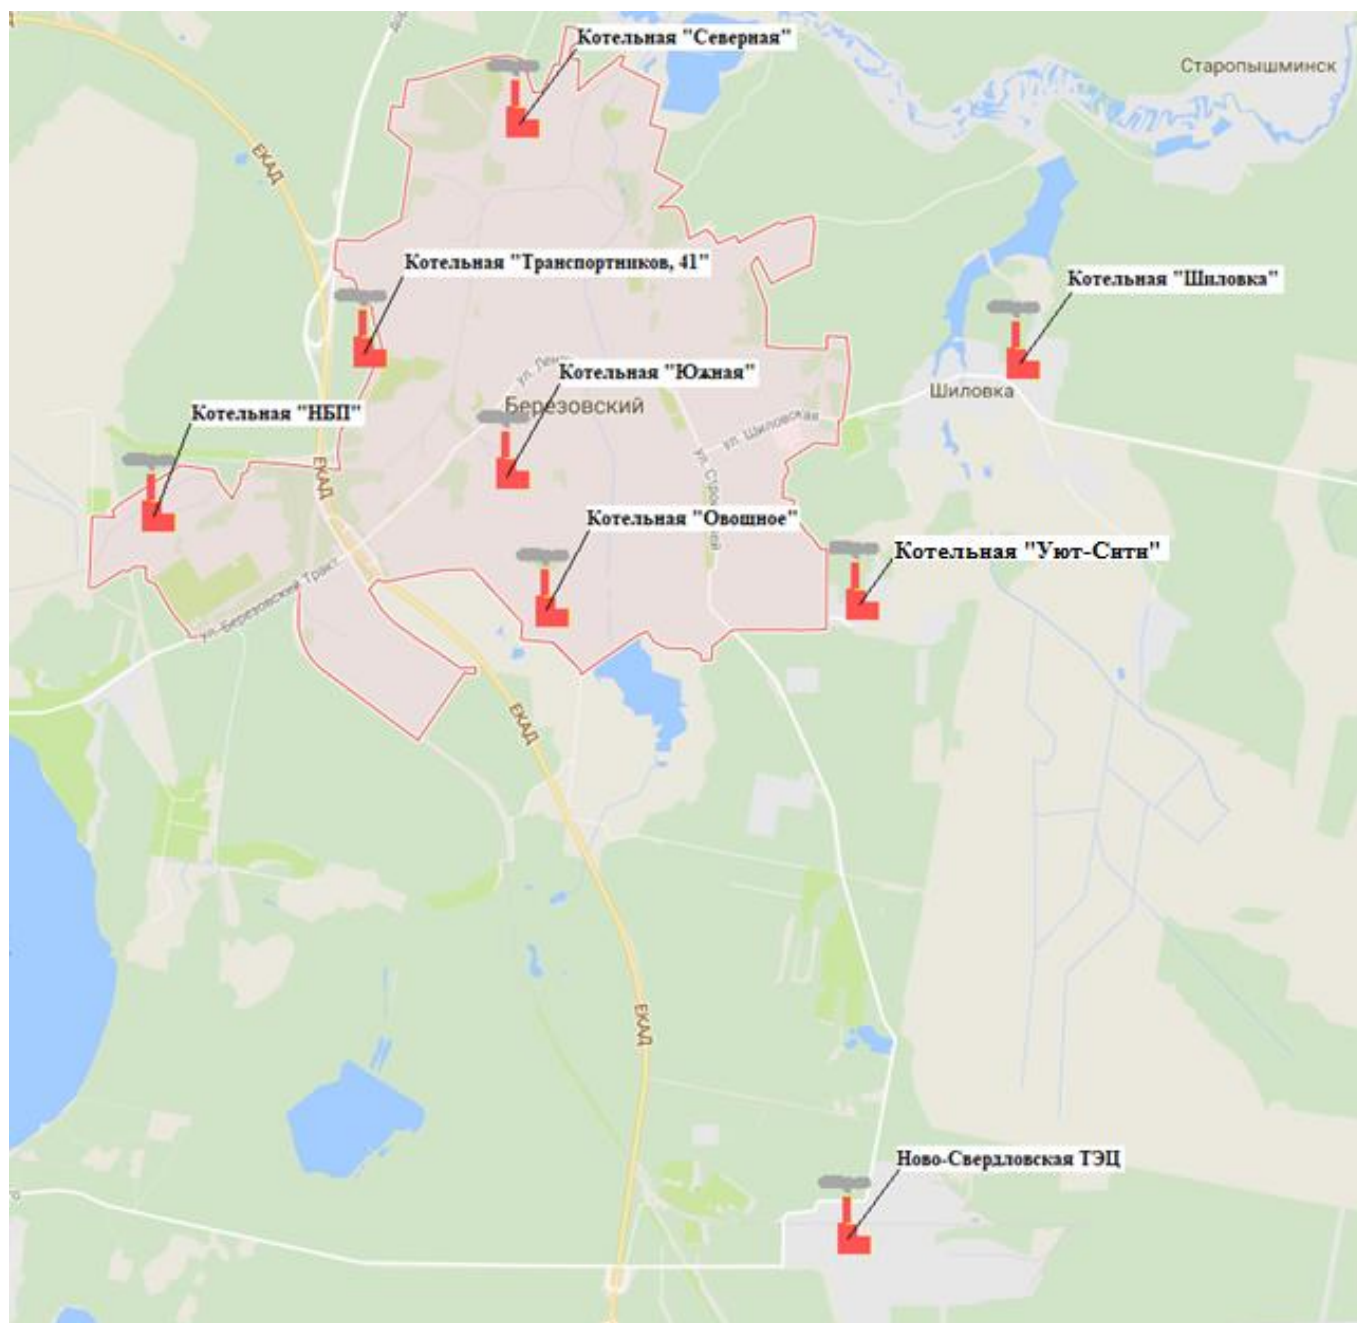 Котельная "Северная"
Старопышминск
ЕКАД
Котельная "Транспортников, 41"
Котельная "Шиловка"
Котельная "Южная"
Шиловка
Березовский
Котельная "НБП"
ул. Шиловская
ЕКАД
Котельная "Овощное"
Котельная "Уют-Сити"
ул. Березовский Тракт
ЕКАД
ЕКАД
Ново-Свердловская ТЭЦ